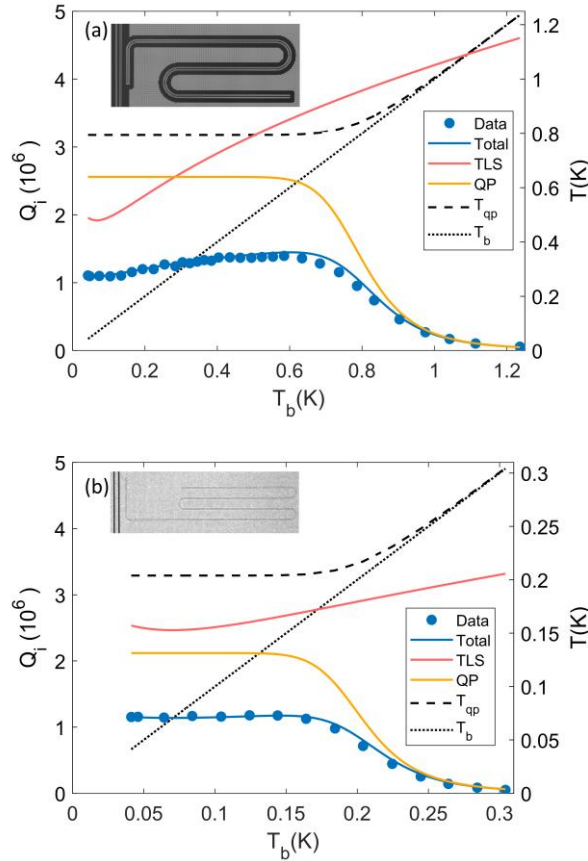 (a)
5
4
3
2
1
0
Q_i (10^6)
1.2
1
0.8
0.6
0.4
0.2
0
T(K)
Data
Total
TLS
QP
T_qp
T_b
0 0.2 0.4 0.6 0.8 1 1.2
T_b(K)
(b)
5
4
3
2
1
0
Q_i (10^6)
0.3
0.25
0.2
0.15
0.1
0.05
0
T(K)
Data
Total
TLS
QP
T_qp
T_b
0 0.05 0.1 0.15 0.2 0.25 0.3
T_b(K)